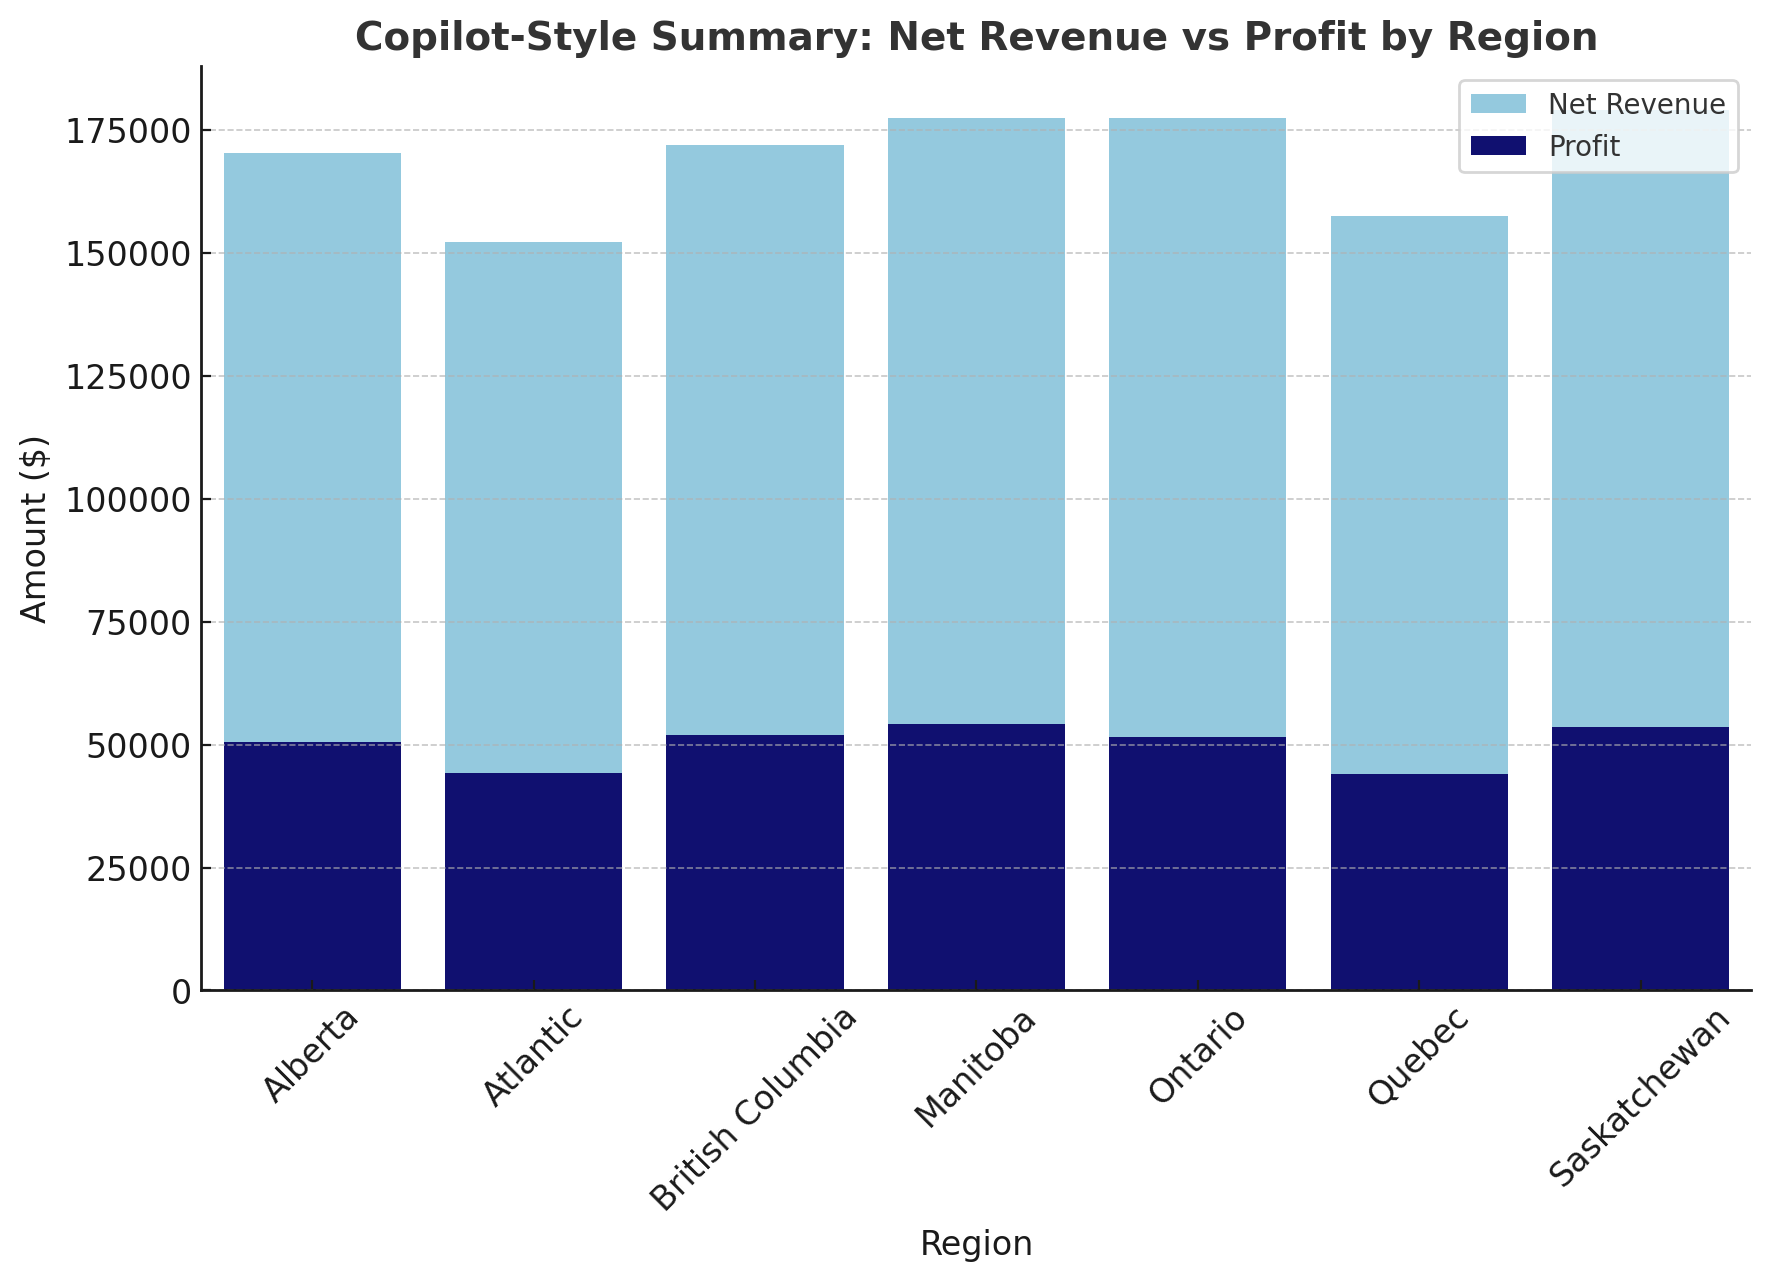 Copilot-Style Summary: Net Revenue vs Profit by Region
Net Revenue
Profit
Amount ($)
175000
150000
125000
100000
75000
50000
25000
0
Alberta
Atlantic
British Columbia
Manitoba
Ontario
Quebec
Saskatchewan
Region